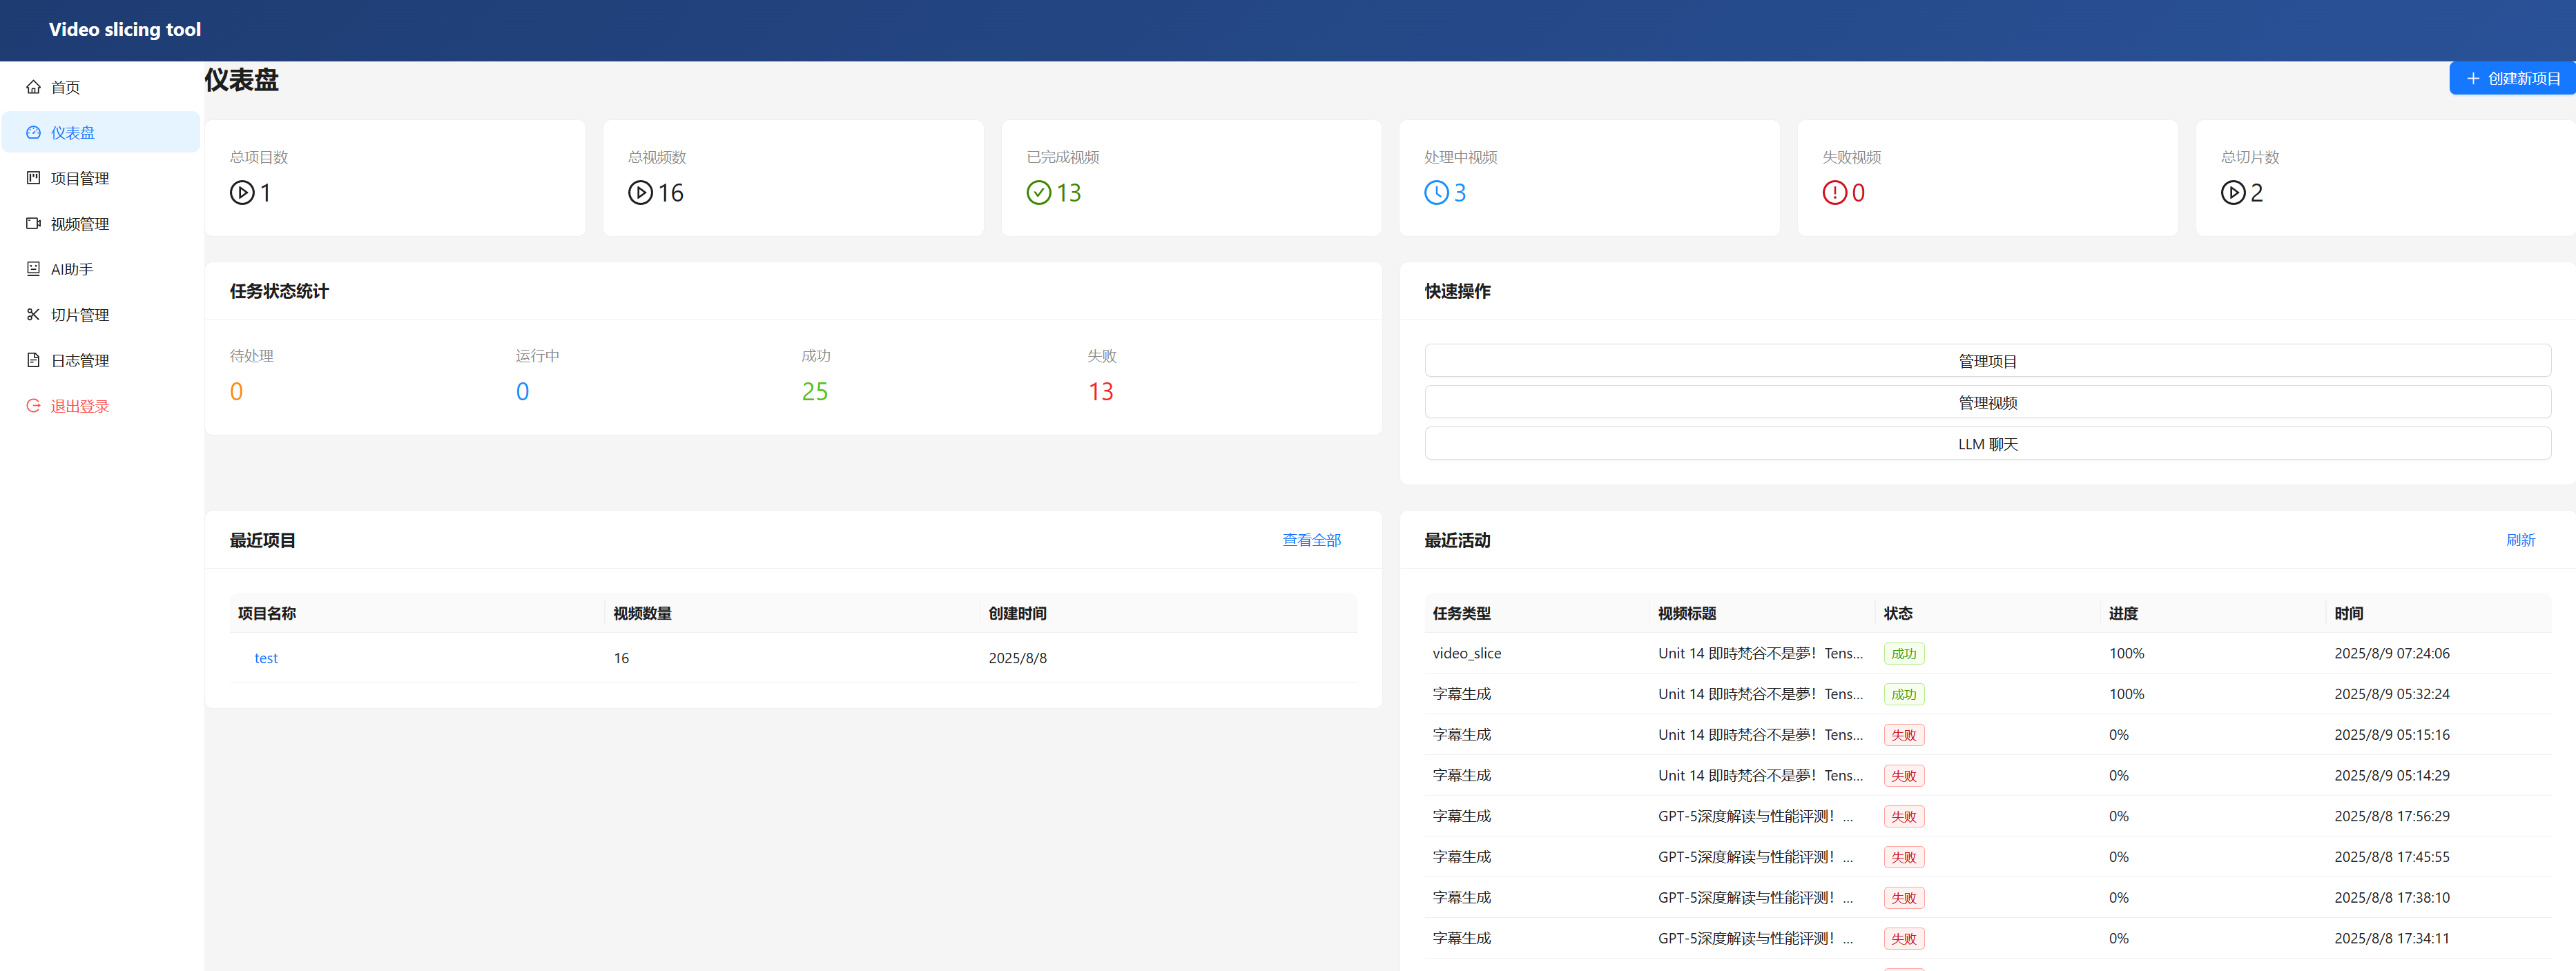 Video slicing tool
首页
仪表盘
项目管理
视频管理
AI助手
切片管理
日志管理
退出登录
仪表盘
创建新项目
总项目数
1
总视频数
16
已完成视频
13
处理中视频
3
失败视频
0
总切片数
2
任务状态统计
待处理 运行中 成功 失败
0 0 25 13
快速操作
管理项目
管理视频
LLM 聊天
最近项目 查看全部
项目名称 视频数量 创建时间
test 16 2025/8/8
最近活动 刷新
任务类型 视频标题 状态 进度 时间
video_slice Unit 14 即時梵谷不是夢！Tens... 成功 100% 2025/8/9 07:24:06
字幕生成 Unit 14 即時梵谷不是夢！Tens... 成功 100% 2025/8/9 05:32:24
字幕生成 Unit 14 即時梵谷不是夢！Tens... 失败 0% 2025/8/9 05:15:16
字幕生成 Unit 14 即時梵谷不是夢！Tens... 失败 0% 2025/8/9 05:14:29
字幕生成 GPT-5深度解读与性能评测！... 失败 0% 2025/8/8 17:56:29
字幕生成 GPT-5深度解读与性能评测！... 失败 0% 2025/8/8 17:45:55
字幕生成 GPT-5深度解读与性能评测！... 失败 0% 2025/8/8 17:38:10
字幕生成 GPT-5深度解读与性能评测！... 失败 0% 2025/8/8 17:34:11